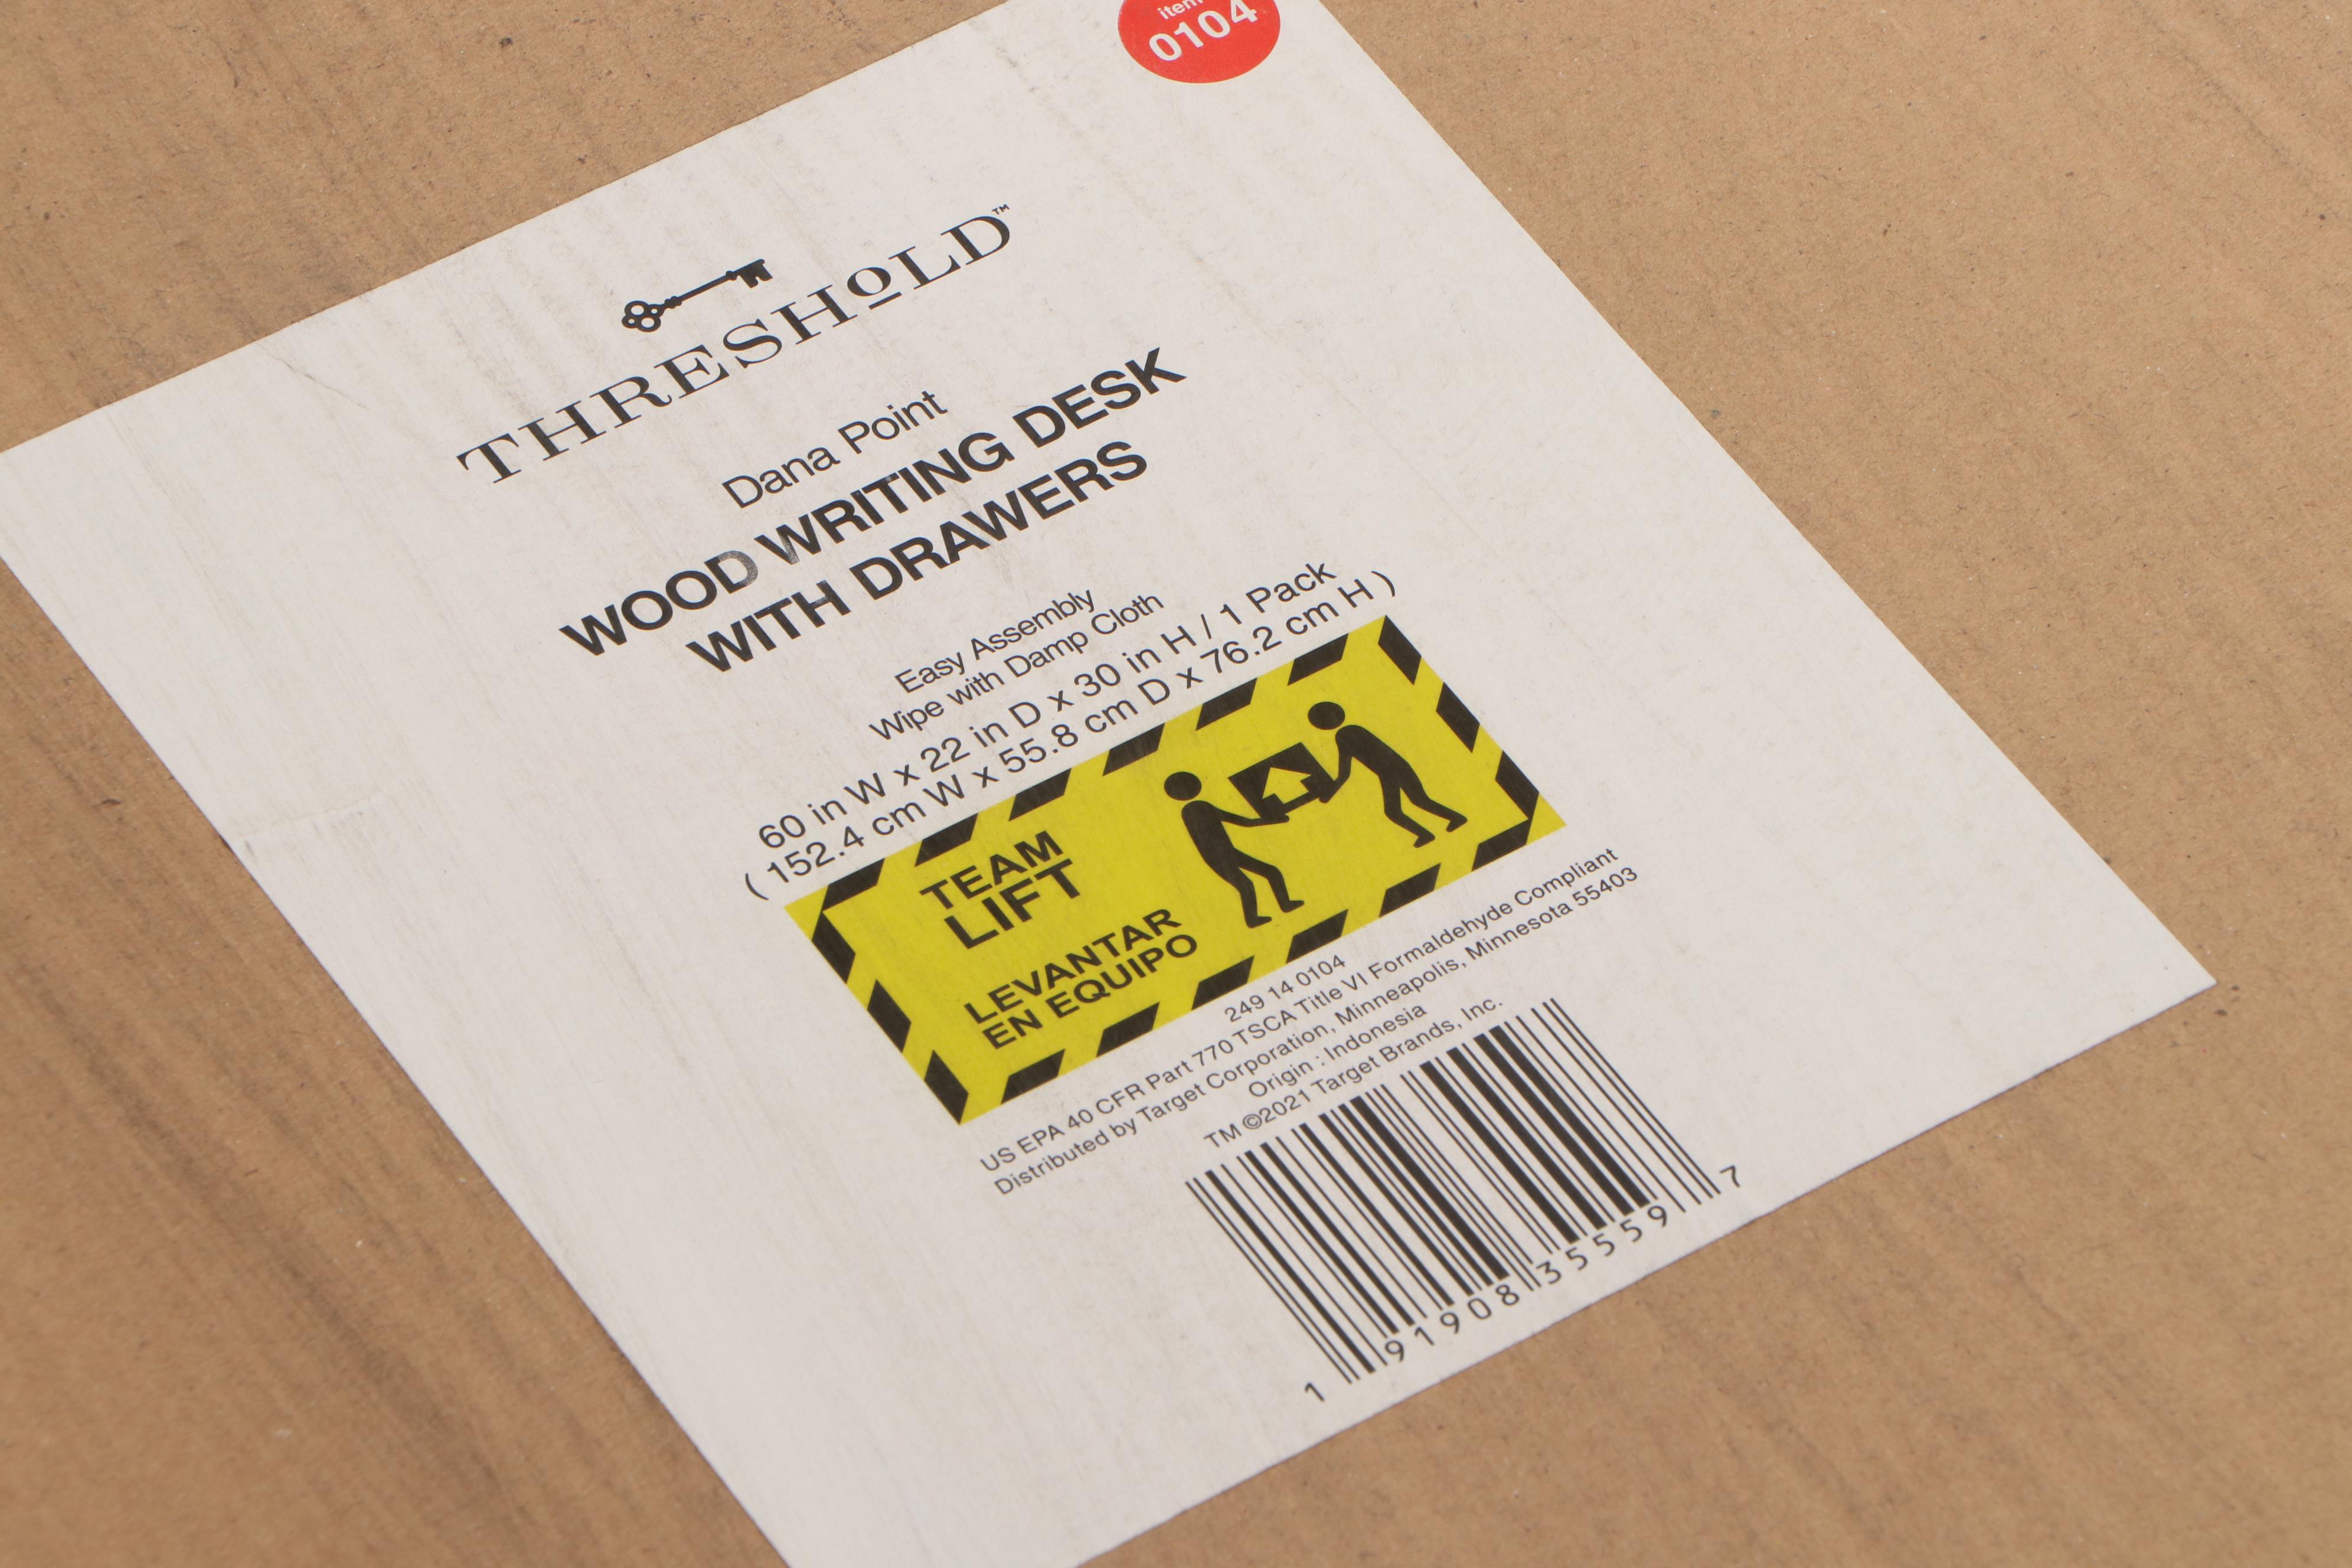 item
0104
THRESHOLD™
Dana Point
WOOD WRITING DESK
WITH DRAWERS
Easy Assembly
Wipe with Damp Cloth
60 in W x 22 in D x 30 in H / 1 Pack
( 152.4 cm W x 55.8 cm D x 76.2 cm H )
TEAM
LIFT
LEVANTAR
EN EQUIPO
249 14 0104
US EPA 40 CFR Part 770 TSCA Title VI Formaldehyde Compliant
Distributed by Target Corporation, Minneapolis, Minnesota 55403
Origin : Indonesia
TM ©2021 Target Brands, Inc.
1 91908 35559 7